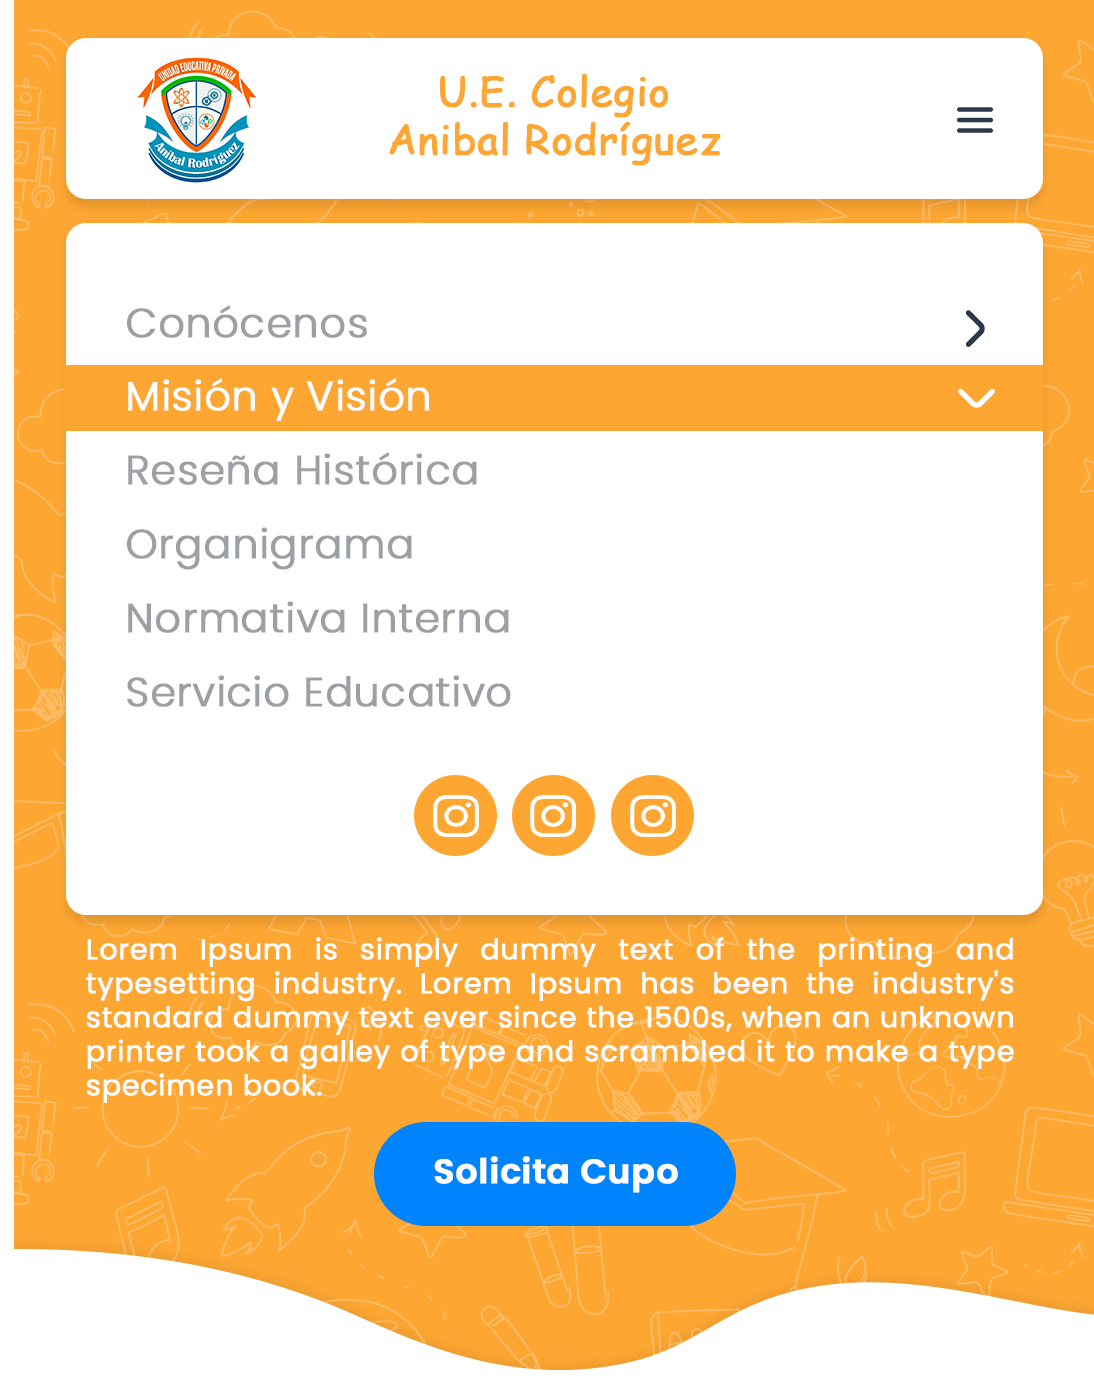 UNIDAD EDUCATIVA PRIVADA
Anibal Rodríguez
U.E. Colegio
Anibal Rodríguez
Conócenos
Misión y Visión
Reseña Histórica
Organigrama
Normativa Interna
Servicio Educativo
Lorem Ipsum is simply dummy text of the printing and
typesetting industry. Lorem Ipsum has been the industry's
standard dummy text ever since the 1500s, when an unknown
printer took a galley of type and scrambled it to make a type
specimen book.
Solicita Cupo